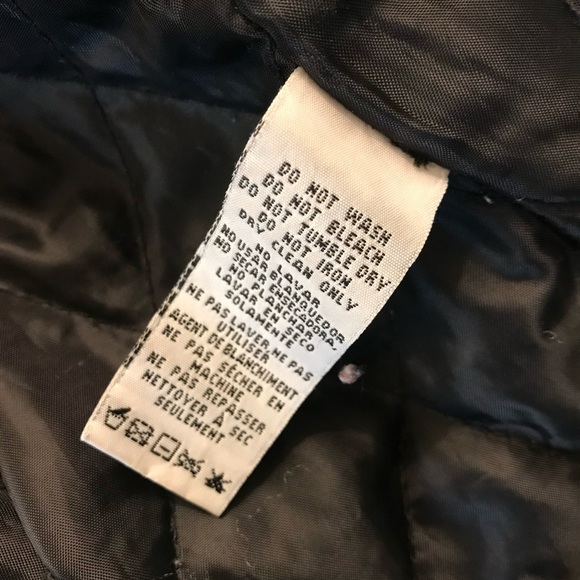 DO NOT WASH
DO NOT BLEACH
DO NOT TUMBLE DRY
DO NOT IRON
DRY CLEAN ONLY
NO LAVAR
NO USAR BLANQUEDOR
NO SECAR EN SECADORA.
NO PLANCHAR
LAVAR EN SECO
SOLAMENTE
NE PAS LAVER NE PAS
UTILISER
AGENT DE BLANCHIMENT
NE PAS SÉCHER EN
MACHINE
NE PAS REPASSER
NETTOYER A SEC
SEULEMENT